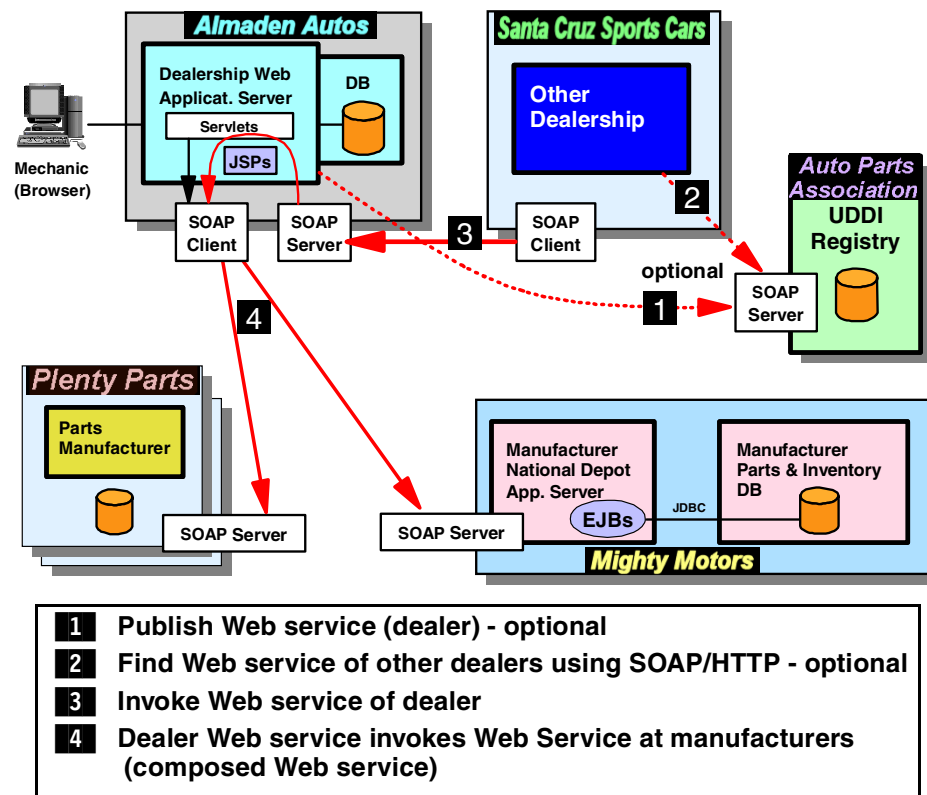 Almaden Autos
Santa Cruz Sports Cars
Dealership Web
Applicat. Server
DB
Servlets
JSPs
Mechanic
(Browser)
SOAP
Client
SOAP
Server
Other
Dealership
SOAP
Client
2
3
Auto Parts
Association
UDDI
Registry
optional
1
SOAP
Server
4
Plenty Parts
Parts
Manufacturer
SOAP Server
Manufacturer
National Depot
App. Server
EJBs
JDBC
Manufacturer
Parts & Inventory
DB
SOAP Server
Mighty Motors
1 Publish Web service (dealer) - optional
2 Find Web service of other dealers using SOAP/HTTP - optional
3 Invoke Web service of dealer
4 Dealer Web service invokes Web Service at manufacturers
(composed Web service)